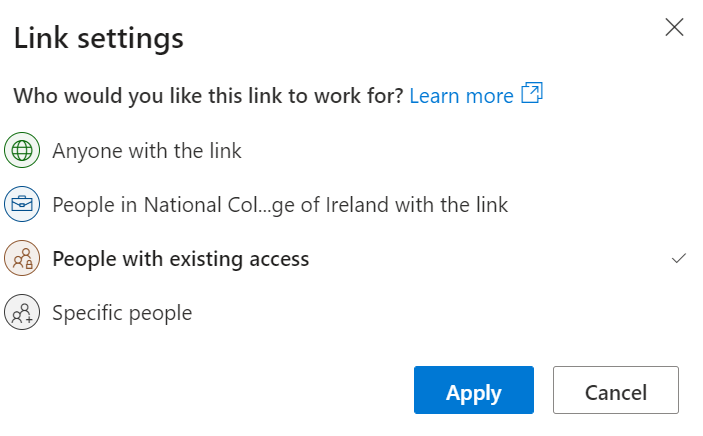 Link settings
Who would you like this link to work for? Learn more
Anyone with the link
People in National Col...ge of Ireland with the link
People with existing access
Specific people
Apply Cancel